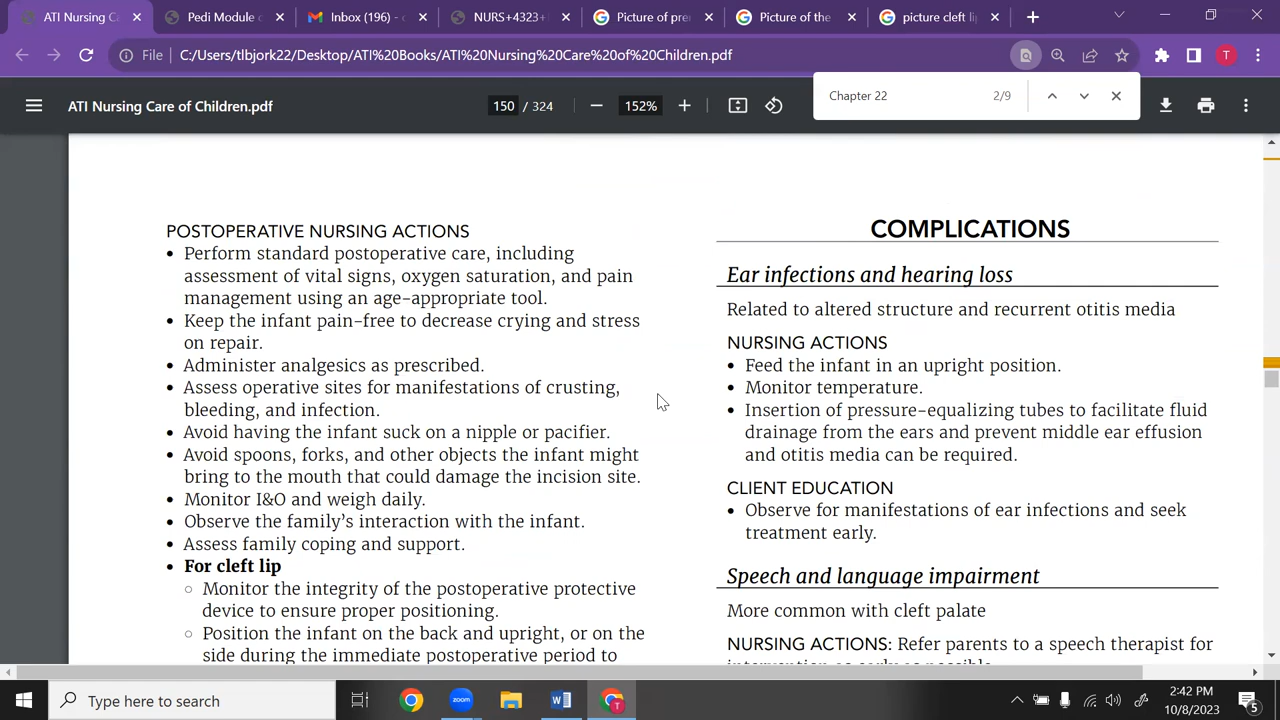 ATI Nursing Ca
Pedi Module
Inbox (196) -
NURS+4323+
Picture of pre
Picture of the
picture cleft li
File
C:/Users/tlbjork22/Desktop/ATI%20Books/ATI%20Nursing%20Care%20of%20Children.pdf
T
ATI Nursing Care of Children.pdf
150 / 324
152%
Chapter 22
2/9
POSTOPERATIVE NURSING ACTIONS
• Perform standard postoperative care, including
assessment of vital signs, oxygen saturation, and pain
management using an age-appropriate tool.
• Keep the infant pain-free to decrease crying and stress
on repair.
• Administer analgesics as prescribed.
• Assess operative sites for manifestations of crusting,
bleeding, and infection.
• Avoid having the infant suck on a nipple or pacifier.
• Avoid spoons, forks, and other objects the infant might
bring to the mouth that could damage the incision site.
• Monitor I&O and weigh daily.
• Observe the family's interaction with the infant.
• Assess family coping and support.
• For cleft lip
○ Monitor the integrity of the postoperative protective
device to ensure proper positioning.
○ Position the infant on the back and upright, or on the
side during the immediate postoperative period to
COMPLICATIONS
Ear infections and hearing loss
Related to altered structure and recurrent otitis media
NURSING ACTIONS
• Feed the infant in an upright position.
• Monitor temperature.
• Insertion of pressure-equalizing tubes to facilitate fluid
drainage from the ears and prevent middle ear effusion
and otitis media can be required.
CLIENT EDUCATION
• Observe for manifestations of ear infections and seek
treatment early.
Speech and language impairment
More common with cleft palate
NURSING ACTIONS: Refer parents to a speech therapist for
intervention as early as possible
Type here to search
zoom
T
2:42 PM
10/8/2023
5